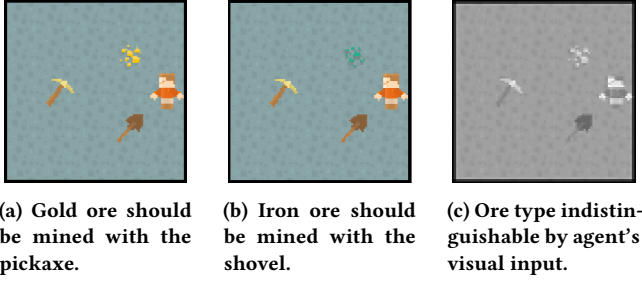 (a) Gold ore should
be mined with the
pickaxe.
(b) Iron ore should
be mined with the
shovel.
(c) Ore type indistin-
guishable by agent's
visual input.